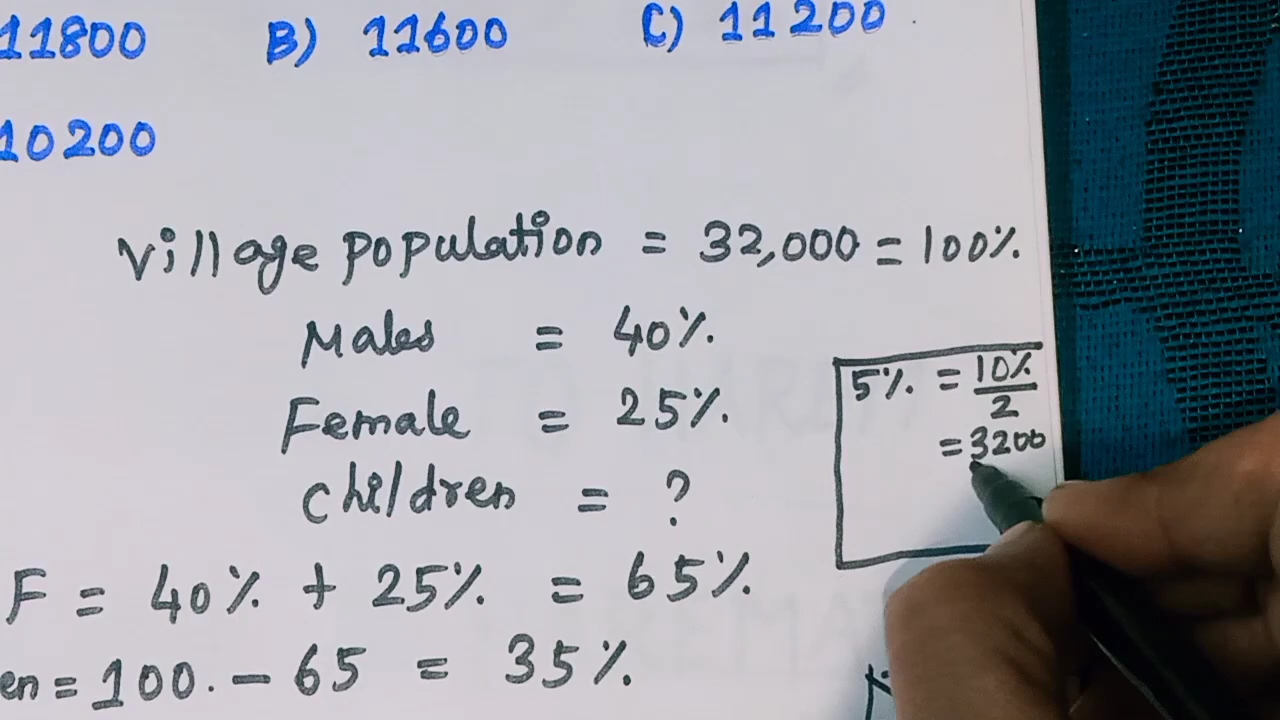 11800 B) 11600 C) 11200
10200
Village population = 32,000 = 100%
Males = 40%
Female = 25%
Children = ?
5% = 10%/2
= 3200
F = 40% + 25% = 65%
en = 100. - 65 = 35%